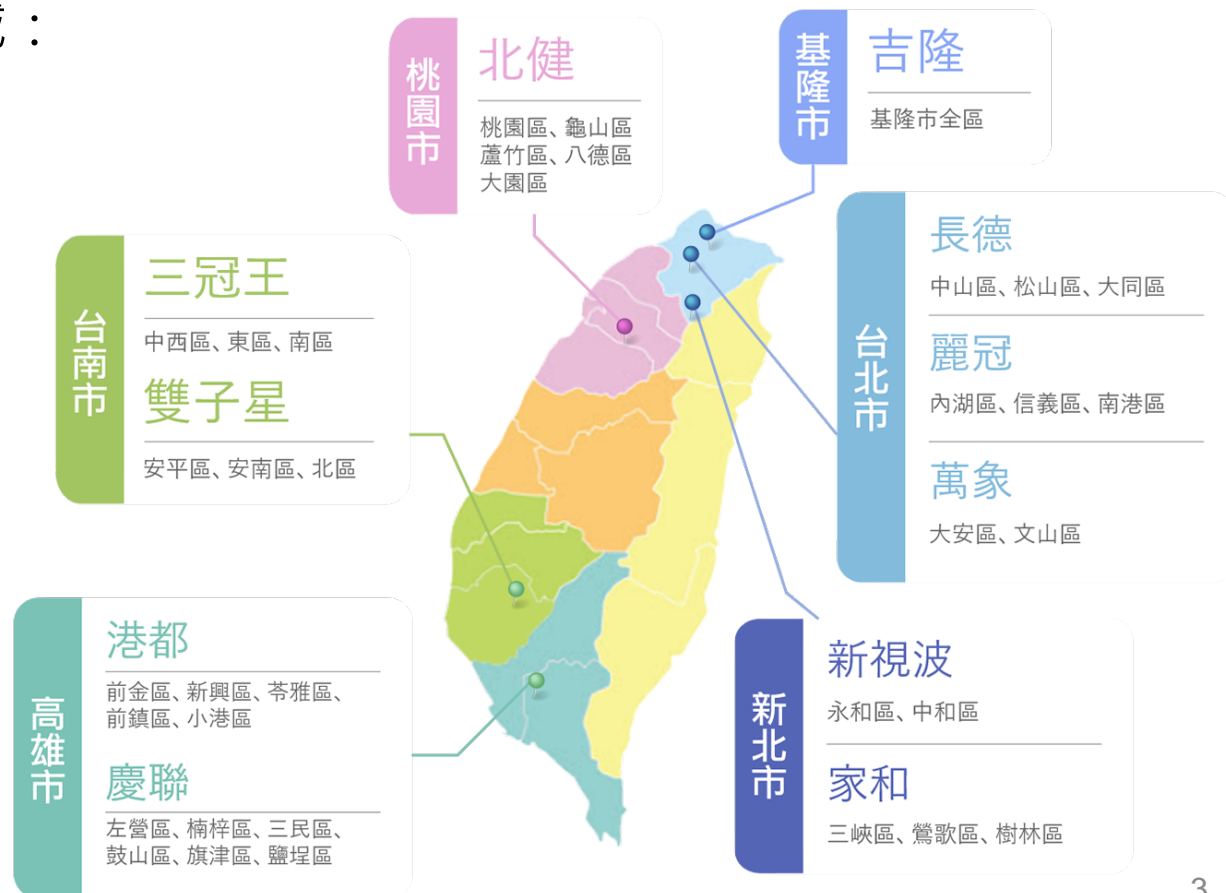 ：
桃園市
北健
桃園區、龜山區
蘆竹區、八德區
大園區
基隆市
吉隆
基隆市全區
台北市
長德
中山區、松山區、大同區
麗冠
內湖區、信義區、南港區
萬象
大安區、文山區
台南市
三冠王
中西區、東區、南區
雙子星
安平區、安南區、北區
高雄市
港都
前金區、新興區、苓雅區、
前鎮區、小港區
慶聯
左營區、楠梓區、三民區、
鼓山區、旗津區、鹽埕區
新北市
新視波
永和區、中和區
家和
三峽區、鶯歌區、樹林區
3